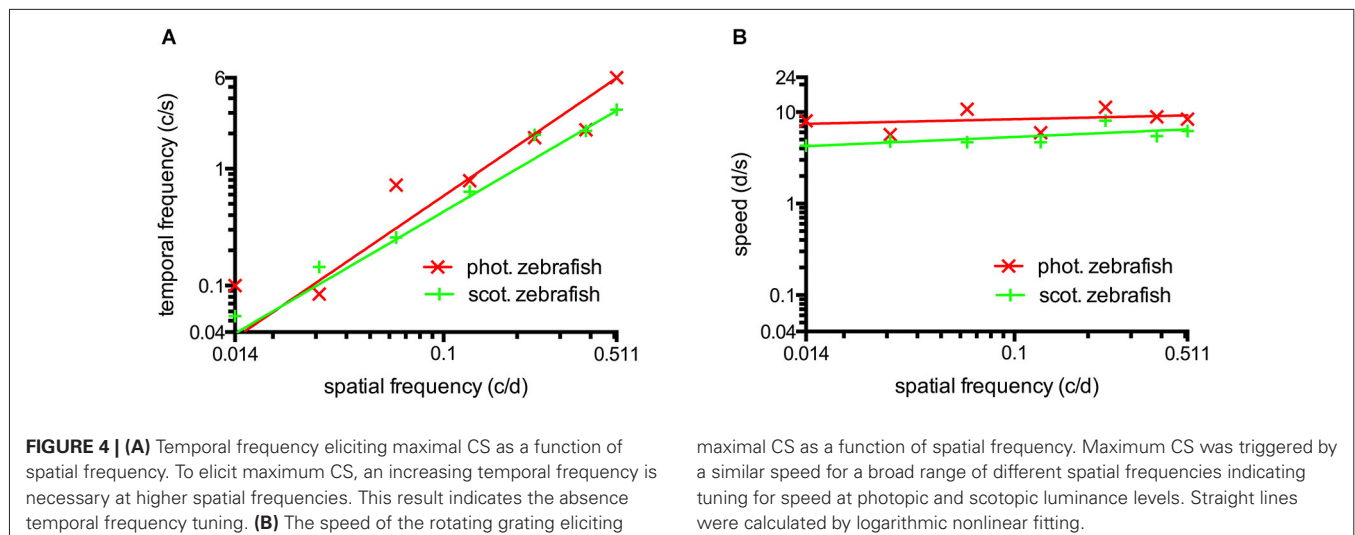 A
6
1
0.1
0.04
temporal frequency (c/s)
phot. zebrafish
scot. zebrafish
0.014
0.1
0.511
spatial frequency (c/d)
B
24
10
1
0.1
0.04
speed (d/s)
phot. zebrafish
scot. zebrafish
0.014
0.1
0.511
spatial frequency (c/d)
FIGURE 4 | (A) Temporal frequency eliciting maximal CS as a function of
spatial frequency. To elicit maximum CS, an increasing temporal frequency is
necessary at higher spatial frequencies. This result indicates the absence
temporal frequency tuning. (B) The speed of the rotating grating eliciting
maximal CS as a function of spatial frequency. Maximum CS was triggered by
a similar speed for a broad range of different spatial frequencies indicating
tuning for speed at photopic and scotopic luminance levels. Straight lines
were calculated by logarithmic nonlinear fitting.